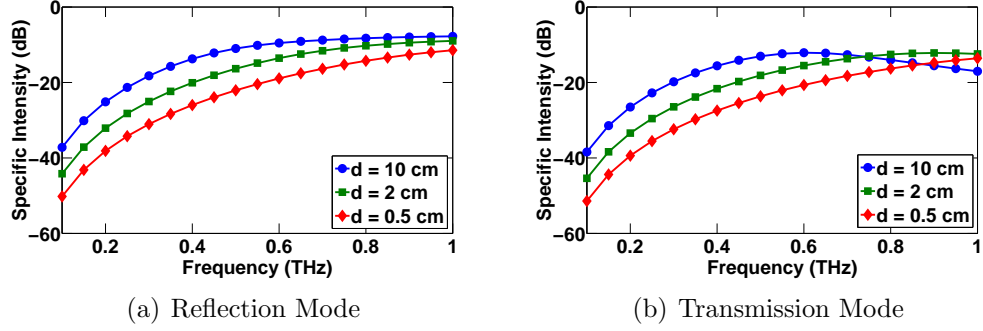 0
−20
−40
−60
Specific Intensity (dB)
0.2 0.4 0.6 0.8 1
Frequency (THz)
d = 10 cm
d = 2 cm
d = 0.5 cm
(a) Reflection Mode
0
−20
−40
−60
Specific Intensity (dB)
0.2 0.4 0.6 0.8 1
Frequency (THz)
d = 10 cm
d = 2 cm
d = 0.5 cm
(b) Transmission Mode